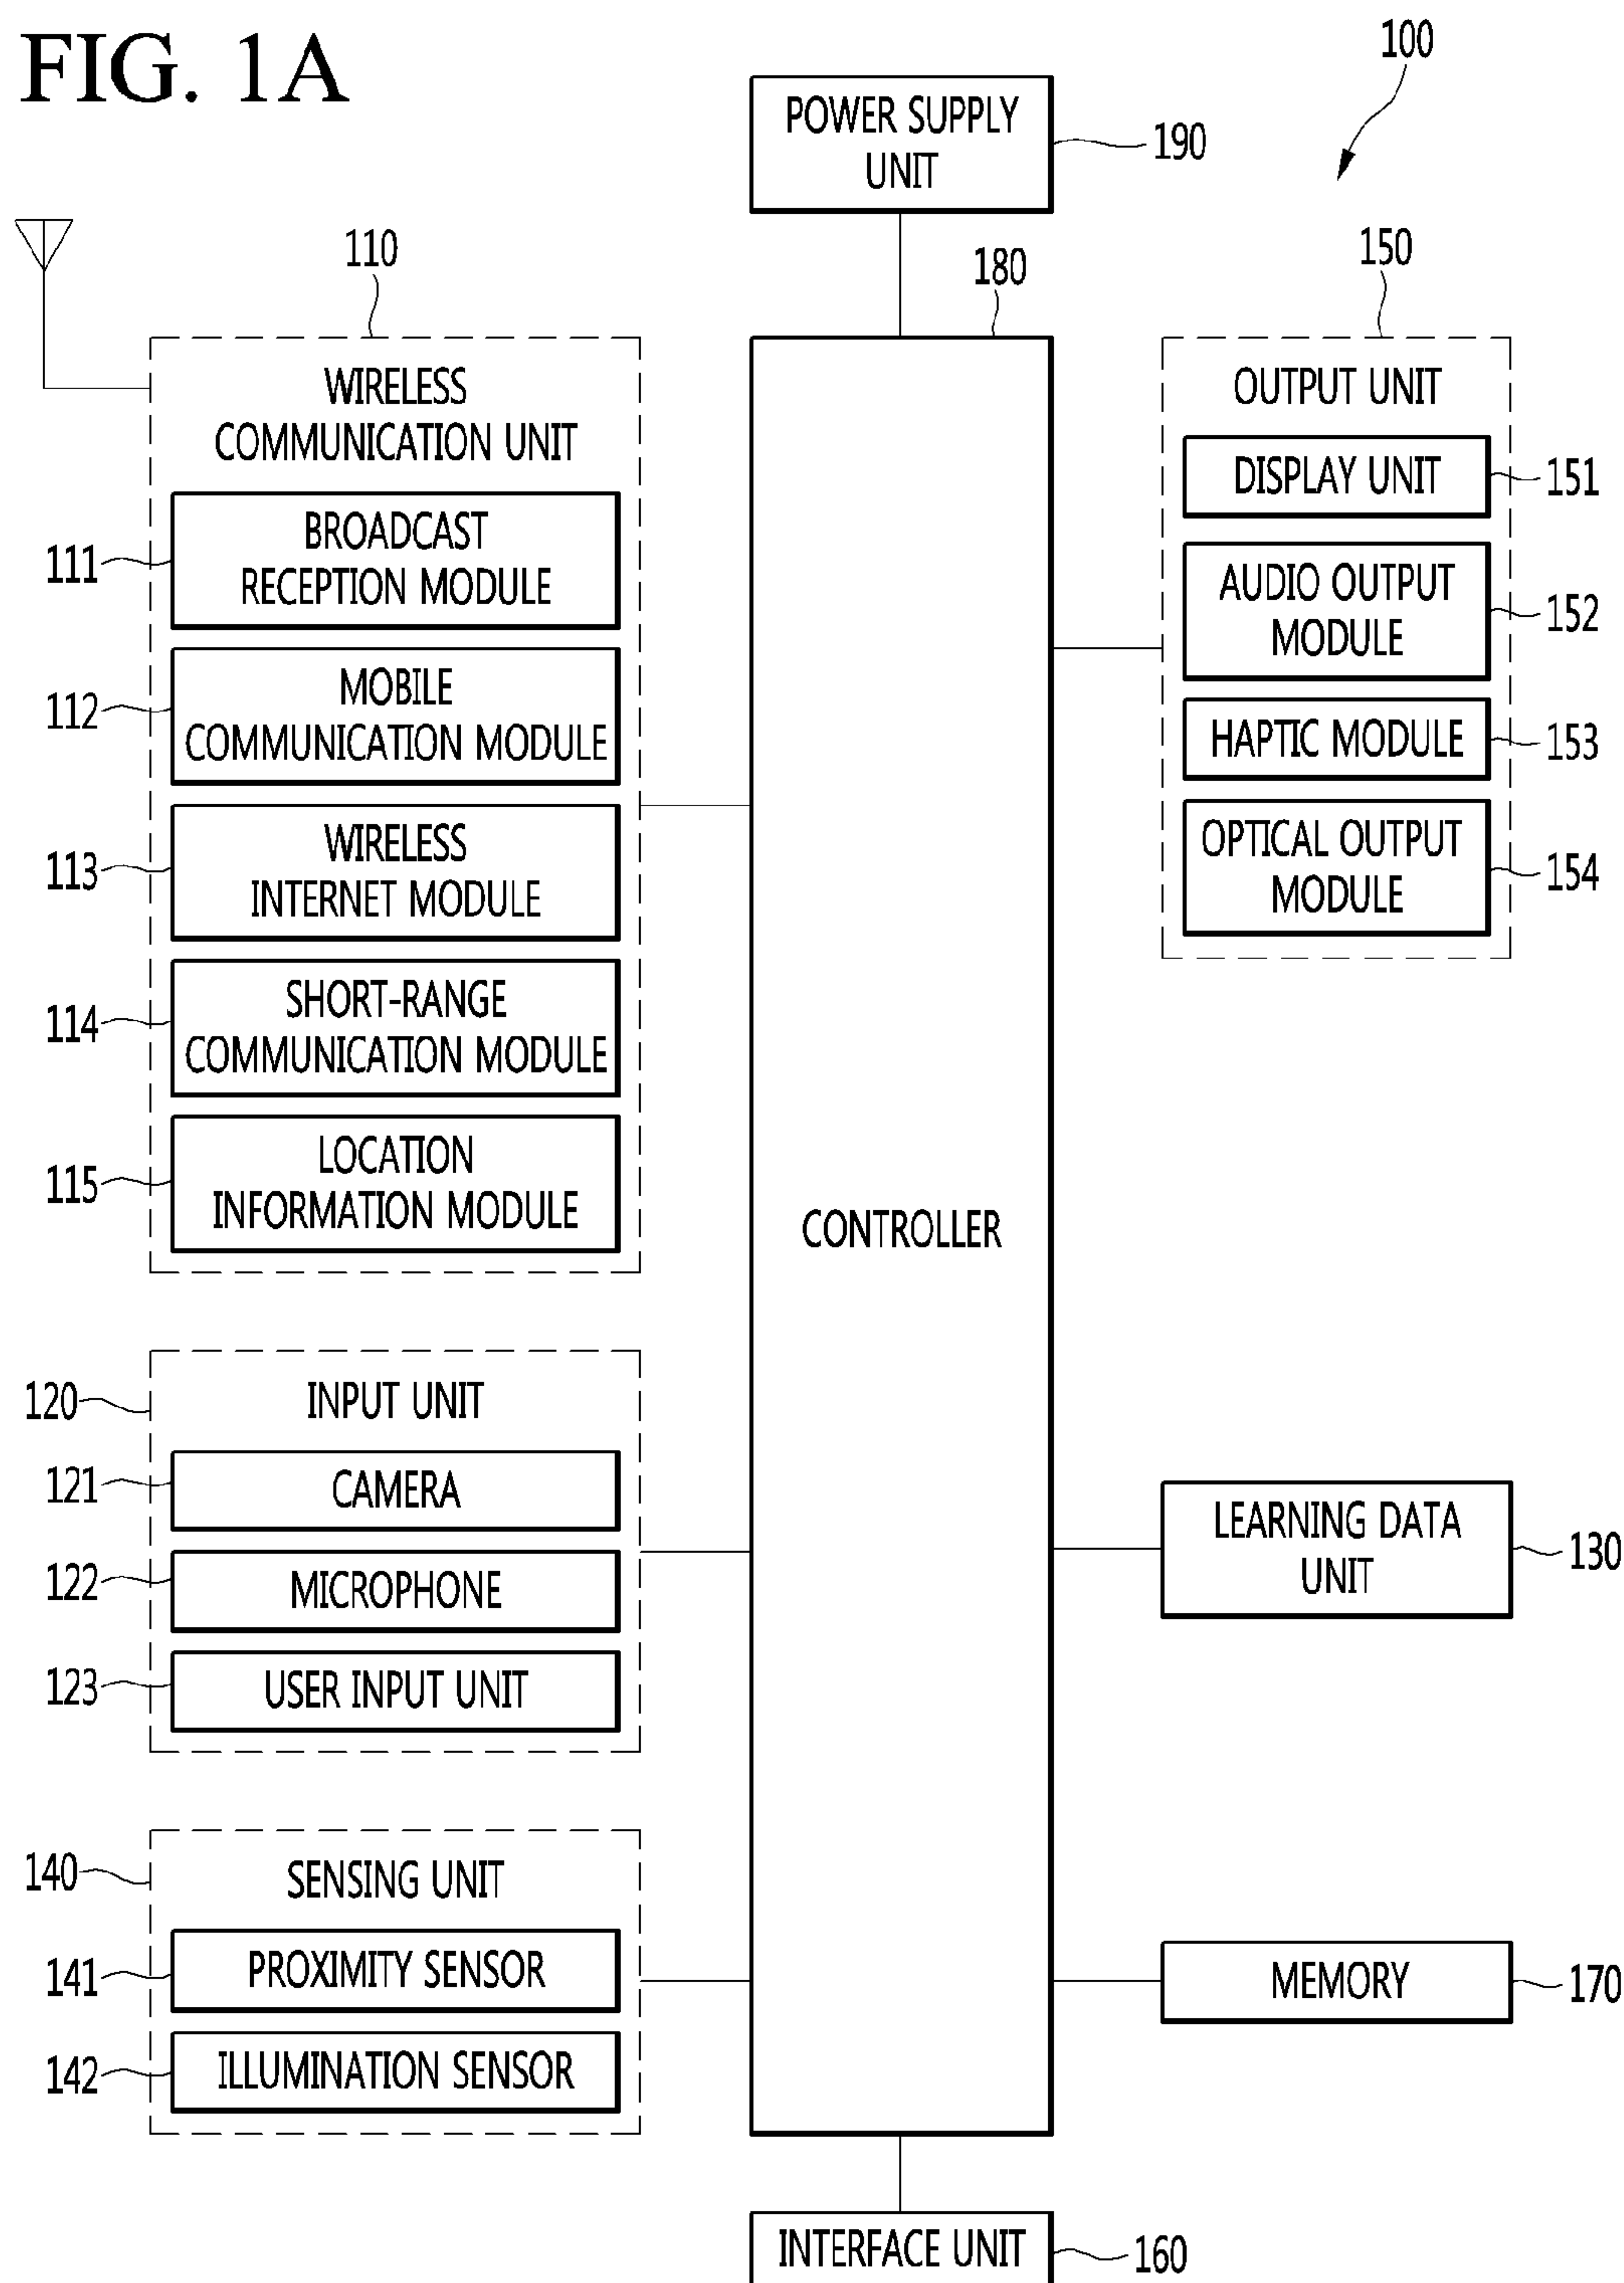 FIG. 1A
100
POWER SUPPLY
UNIT
190
110
180
150
WIRELESS
COMMUNICATION UNIT
BROADCAST
RECEPTION MODULE
111
MOBILE
COMMUNICATION MODULE
112
WIRELESS
INTERNET MODULE
113
SHORT-RANGE
COMMUNICATION MODULE
114
LOCATION
INFORMATION MODULE
115
120
INPUT UNIT
121
CAMERA
122
MICROPHONE
123
USER INPUT UNIT
140
SENSING UNIT
141
PROXIMITY SENSOR
142
ILLUMINATION SENSOR
CONTROLLER
OUTPUT UNIT
DISPLAY UNIT
151
AUDIO OUTPUT
MODULE
152
HAPTIC MODULE
153
OPTICAL OUTPUT
MODULE
154
LEARNING DATA
UNIT
130
MEMORY
170
INTERFACE UNIT
160